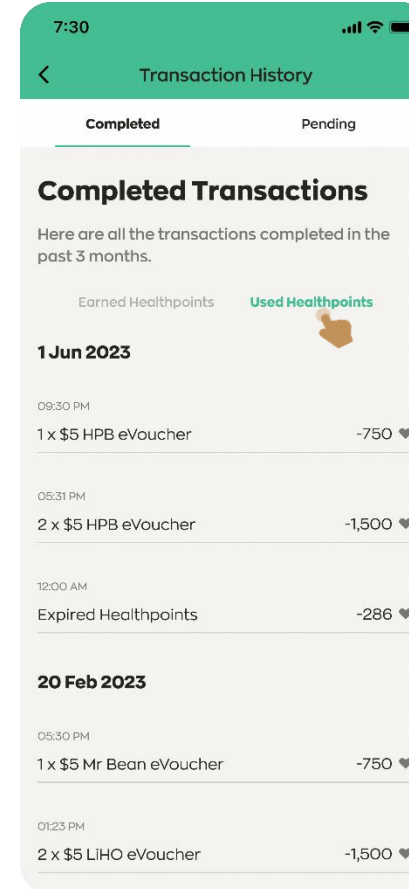 7:30
Transaction History
Completed Pending
Completed Transactions
Here are all the transactions completed in the
past 3 months.
Earned Healthpoints Used Healthpoints
1 Jun 2023
09:30 PM
1 x $5 HPB eVoucher -750
05:31 PM
2 x $5 HPB eVoucher -1,500
12:00 AM
Expired Healthpoints -286
20 Feb 2023
05:30 PM
1 x $5 Mr Bean eVoucher -750
01:23 PM
2 x $5 LiHO eVoucher -1,500